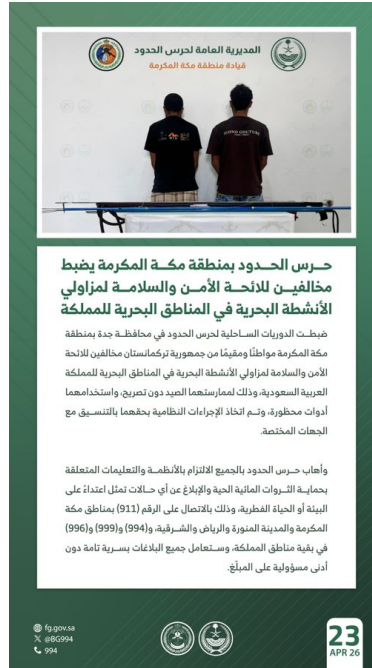 المديرية العامة لحرس الحدود
قيادة منطقة مكة المكرمة
حرس الحدود بمنطقة مكة المكرمة يضبط
مخالفين للائحة الأمن والسلامة لمزاولي
الأنشطة البحرية في المناطق البحرية للمملكة
ضبطت الدوريات الساحلية لحرس الحدود في محافظة جدة بمنطقة
مكة المكرمة مواطنًا ومقيمًا من جمهورية تركمانستان مخالفين للائحة
الأمن والسلامة لمزاولي الأنشطة البحرية في المناطق البحرية للمملكة
العربية السعودية، وذلك لممارستهما الصيد دون تصريح، واستخدامهما
أدوات محظورة، وتم اتخاذ الإجراءات النظامية بحقهما بالتنسيق مع
الجهات المختصة.
وأهاب حرس الحدود بالجميع الالتزام بالأنظمة والتعليمات المتعلقة
بحماية الثروات المائية الحية والإبلاغ عن أي حالات تمثل اعتداءً على
البيئة أو الحياة الفطرية، وذلك بالاتصال على الرقم (911) بمناطق مكة
المكرمة والمدينة المنورة والرياض والشرقية، و(994) و(999) و(996)
في بقية مناطق المملكة، وستعامل جميع البلاغات بسرية تامة دون
أدنى مسؤولية على المبلّغ.
fg.gov.sa
@BG994
994
23
APR 26